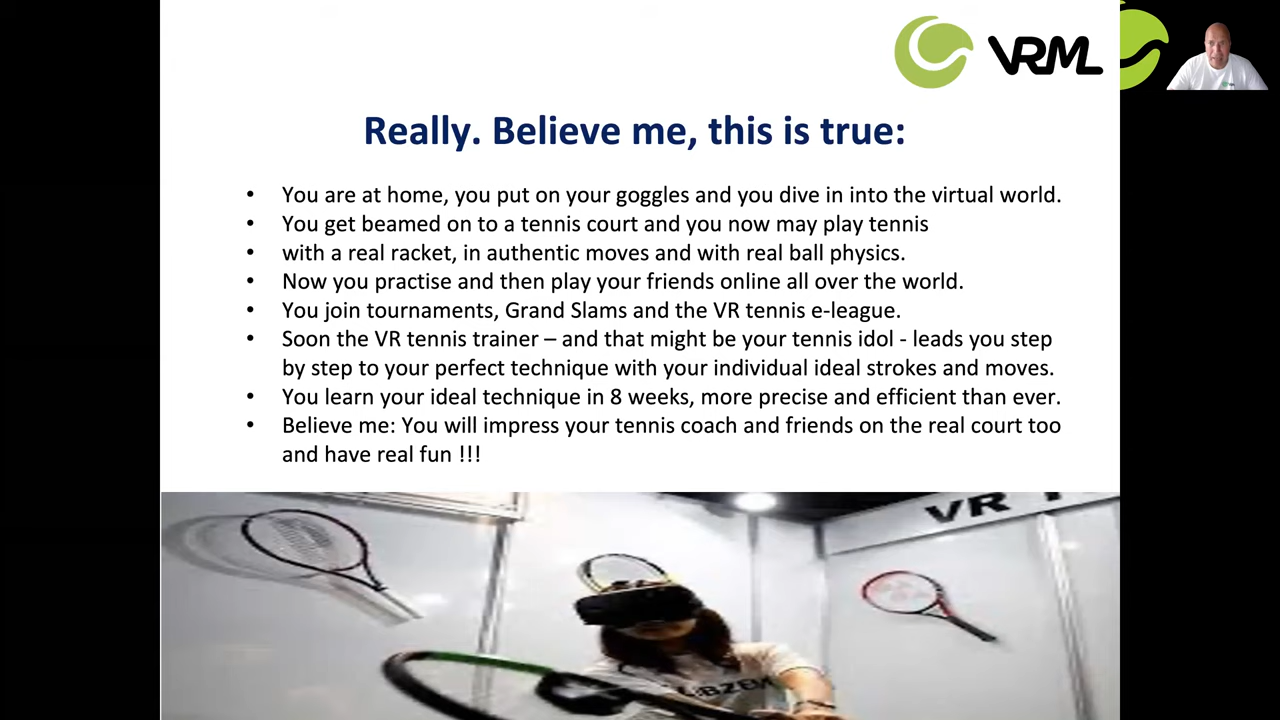 VRML
Really. Believe me, this is true:
• You are at home, you put on your goggles and you dive in into the virtual world.
• You get beamed on to a tennis court and you now may play tennis
• with a real racket, in authentic moves and with real ball physics.
• Now you practise and then play your friends online all over the world.
• You join tournaments, Grand Slams and the VR tennis e-league.
• Soon the VR tennis trainer – and that might be your tennis idol - leads you step
by step to your perfect technique with your individual ideal strokes and moves.
• You learn your ideal technique in 8 weeks, more precise and efficient than ever.
• Believe me: You will impress your tennis coach and friends on the real court too
and have real fun !!!
VR